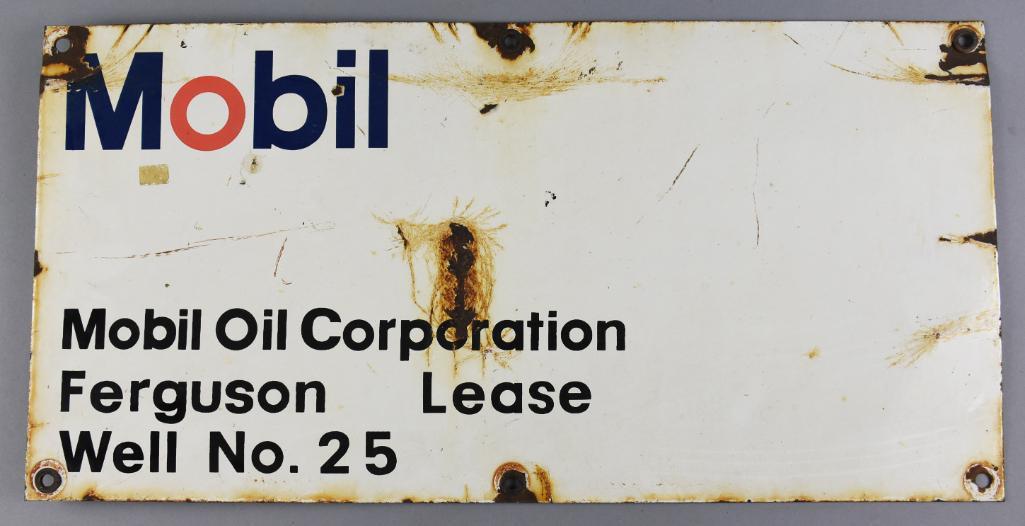 Mobil
Mobil Oil Corporation
Ferguson Lease
Well No. 25